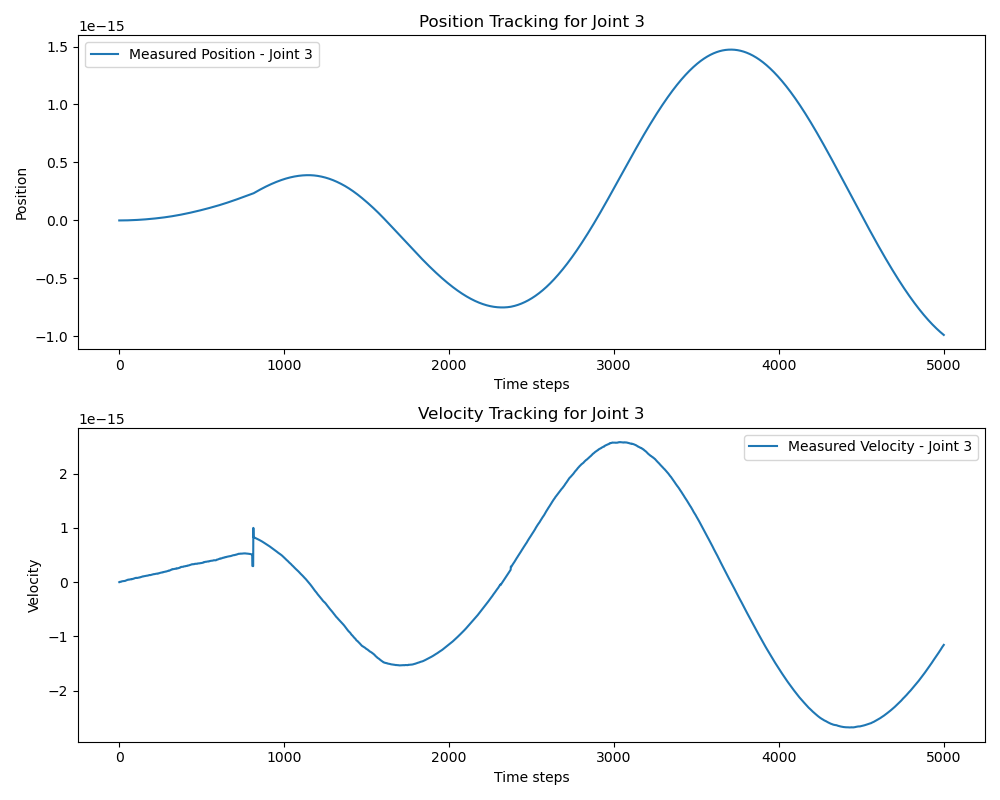 Position Tracking for Joint 3
1e−15
Measured Position - Joint 3
1.5
1.0
0.5
0.0
−0.5
−1.0
Position
0 1000 2000 3000 4000 5000
Time steps
Velocity Tracking for Joint 3
1e−15
Measured Velocity - Joint 3
2
1
0
−1
−2
Velocity
0 1000 2000 3000 4000 5000
Time steps